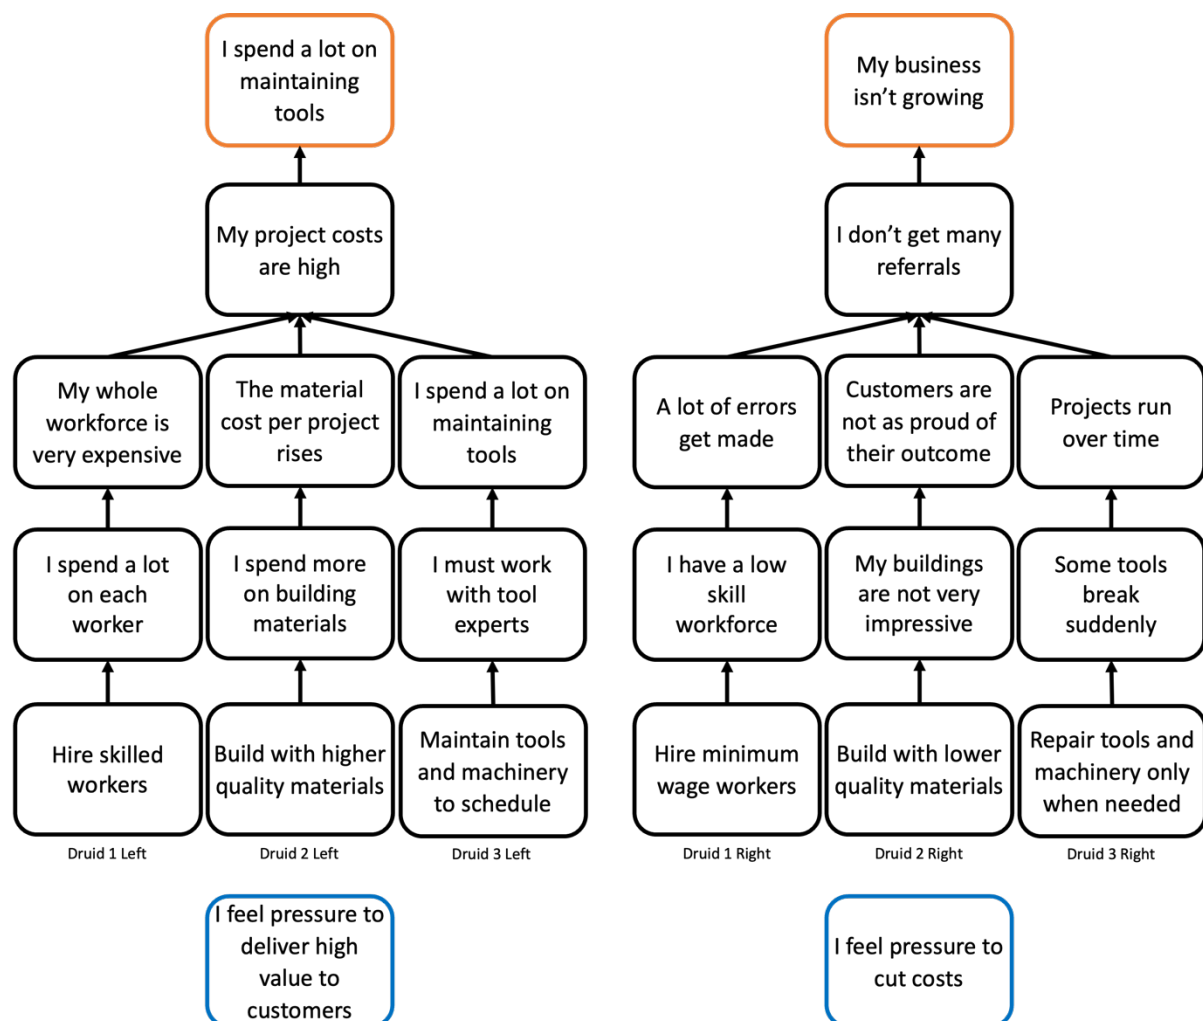 I spend a lot on
maintaining
tools
My business
isn’t growing
My project costs
are high
I don’t get many
referrals
My whole
workforce is
very expensive
The material
cost per project
rises
I spend a lot on
maintaining
tools
A lot of errors
get made
Customers are
not as proud of
their outcome
Projects run
over time
I spend a lot
on each
worker
I spend more
on building
materials
I must work
with tool
experts
I have a low
skill
workforce
My buildings
are not very
impressive
Some tools
break
suddenly
Hire skilled
workers
Build with higher
quality materials
Maintain tools
and machinery
to schedule
Hire minimum
wage workers
Build with lower
quality materials
Repair tools and
machinery only
when needed
Druid 1 Left
Druid 2 Left
Druid 3 Left
Druid 1 Right
Druid 2 Right
Druid 3 Right
I feel pressure to
deliver high
value to
customers
I feel pressure to
cut costs